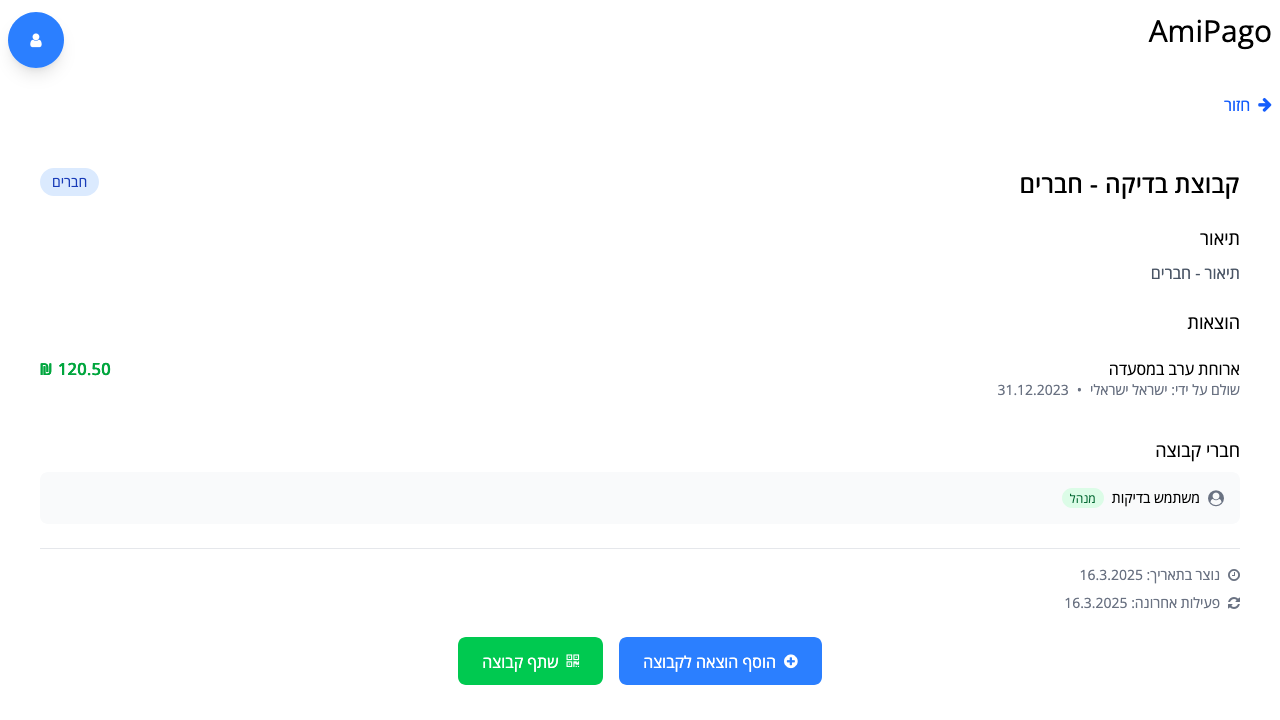 AmiPago
חזור
קבוצת בדיקה - חברים
חברים
תיאור
תיאור - חברים
הוצאות
ארוחת ערב במסעדה
120.50 ₪
שולם על ידי: ישראל ישראלי • 31.12.2023
חברי קבוצה
משתמש בדיקות מנהל
נוצר בתאריך: 16.3.2025
פעילות אחרונה: 16.3.2025
הוסף הוצאה לקבוצה
שתף קבוצה